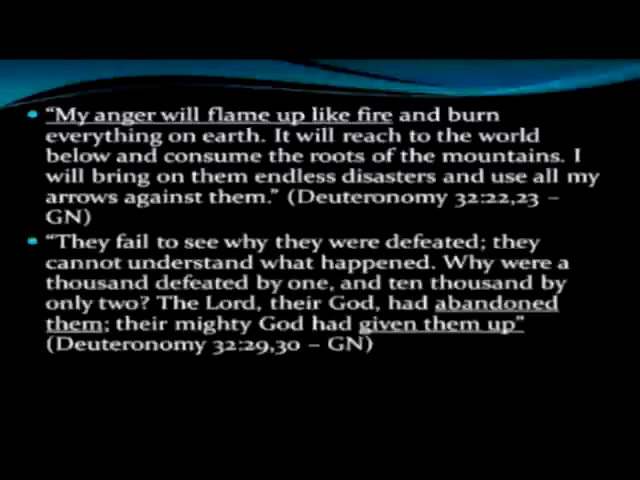 • “My anger will flame up like fire and burn
everything on earth. It will reach to the world
below and consume the roots of the mountains. I
will bring on them endless disasters and use all my
arrows against them.” (Deuteronomy 32:22,23 –
GN)
• “They fail to see why they were defeated; they
cannot understand what happened. Why were a
thousand defeated by one, and ten thousand by
only two? The Lord, their God, had abandoned
them; their mighty God had given them up”
(Deuteronomy 32:29,30 – GN)